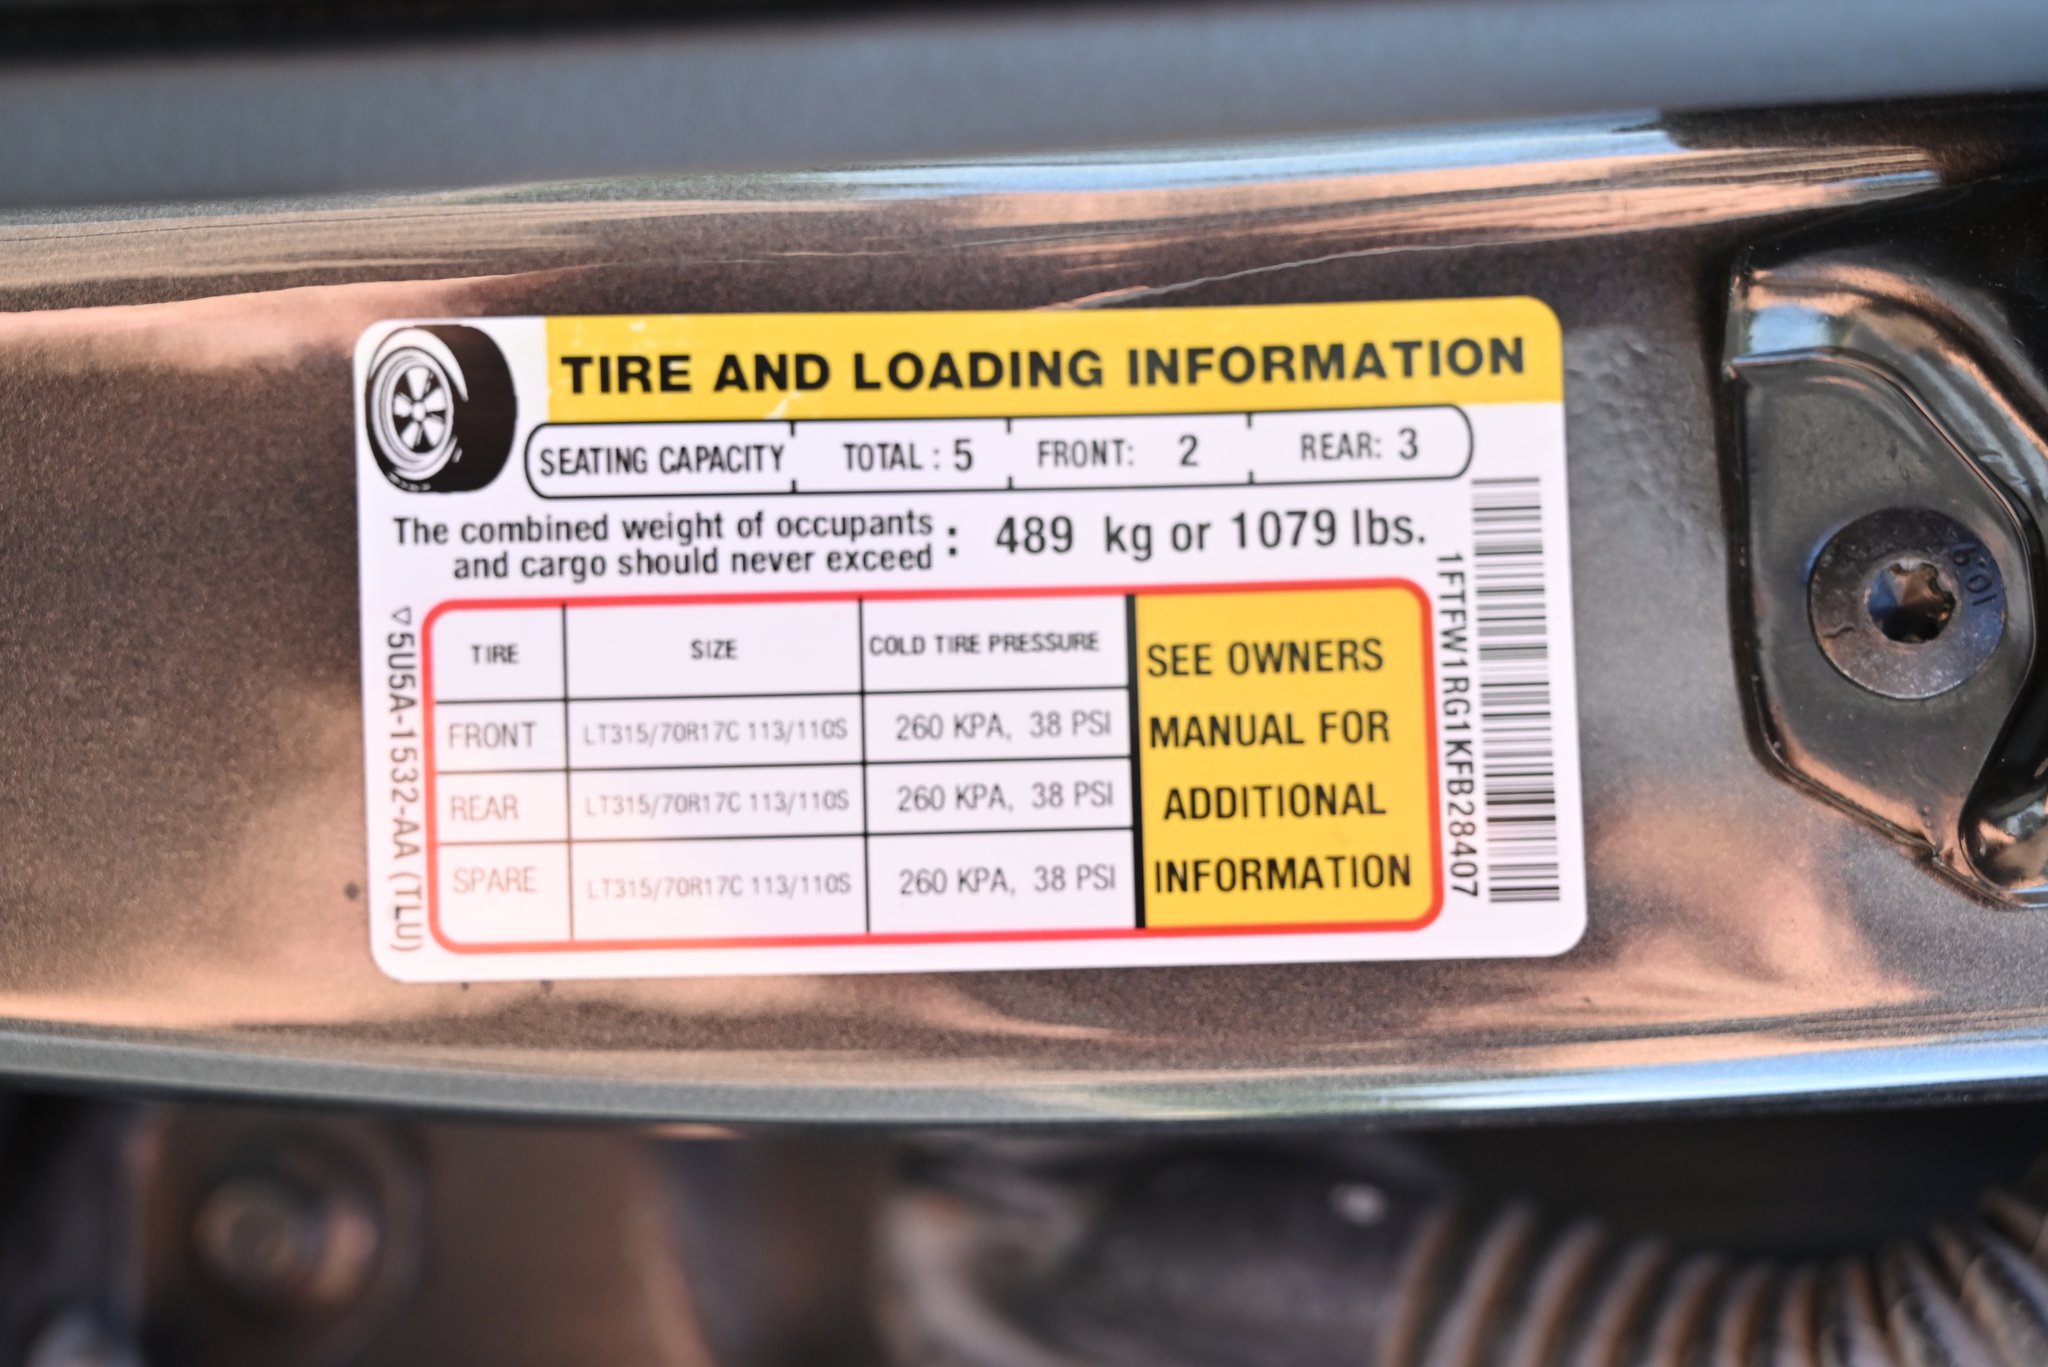 TIRE AND LOADING INFORMATION
SEATING CAPACITY TOTAL : 5 FRONT: 2 REAR: 3
The combined weight of occupants
and cargo should never exceed : 489 kg or 1079 lbs.
TIRE SIZE COLD TIRE PRESSURE
FRONT LT315/70R17C 113/110S 260 KPA, 38 PSI
REAR LT315/70R17C 113/110S 260 KPA, 38 PSI
SPARE LT315/70R17C 113/110S 260 KPA, 38 PSI
SEE OWNERS
MANUAL FOR
ADDITIONAL
INFORMATION
5U5A-1532-AA (TLU)
1FTFW1RG1KFB28407